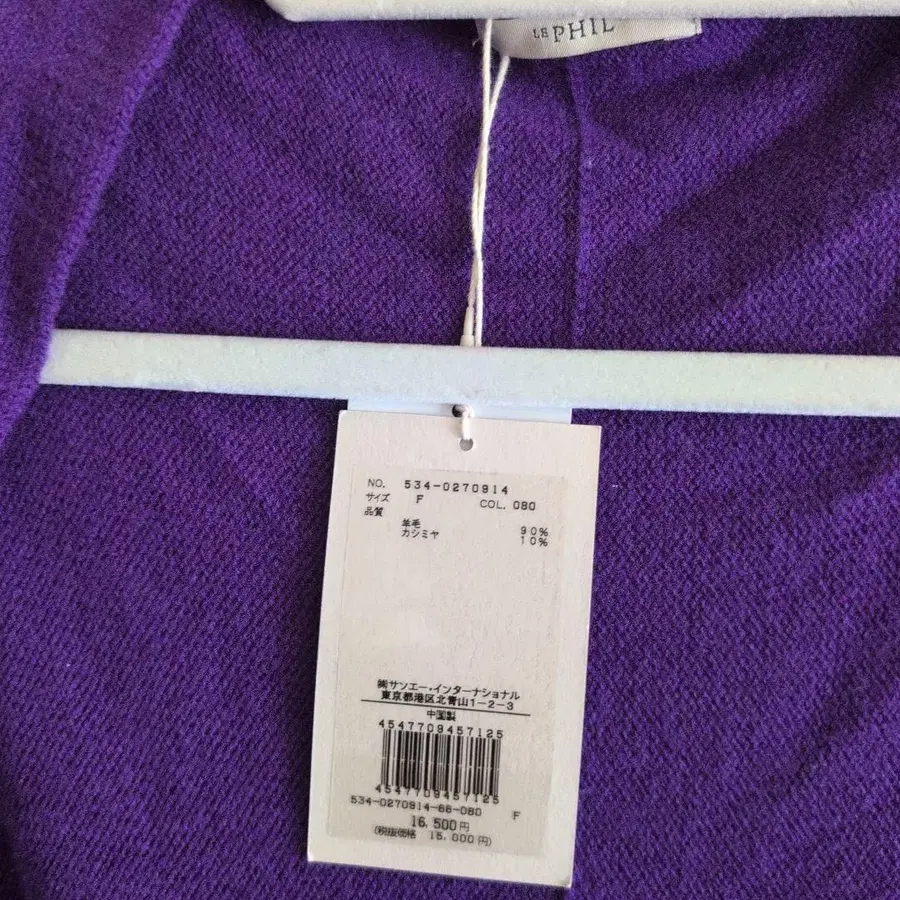 LE PHIL
NO. 534-0270914
サイズ F COL. 080
品質
羊毛 90%
カシミヤ 10%
㈱サンエー・インターナショナル
東京都港区北青山1-2-3
中国製
4547709457125
4547709457125
534-0270914-66-080 F
16,500円
(税抜価格 15,000円)